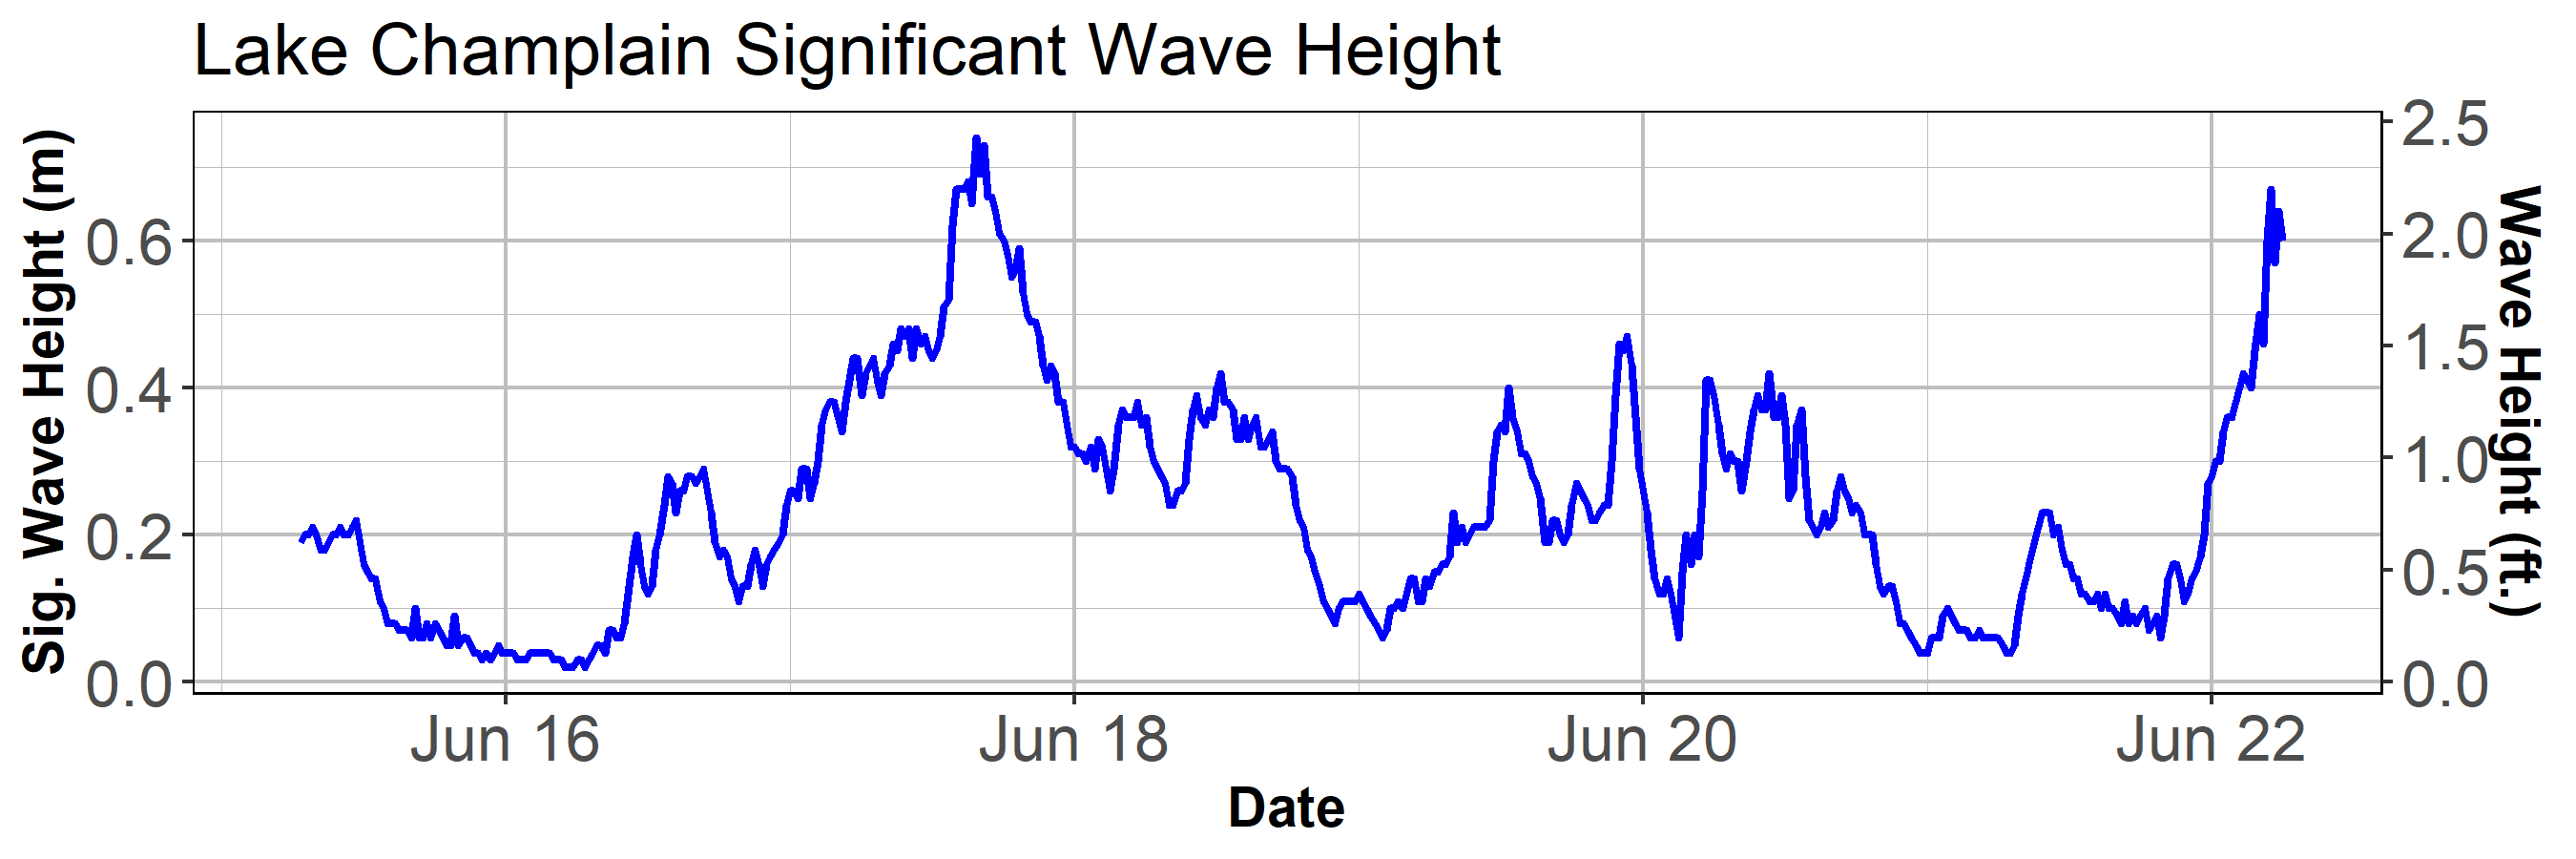 Lake Champlain Significant Wave Height
Sig. Wave Height (m)
0.6
0.4
0.2
0.0
2.5
2.0
1.5
1.0
0.5
0.0
Wave Height (ft.)
Jun 16 Jun 18 Jun 20 Jun 22
Date